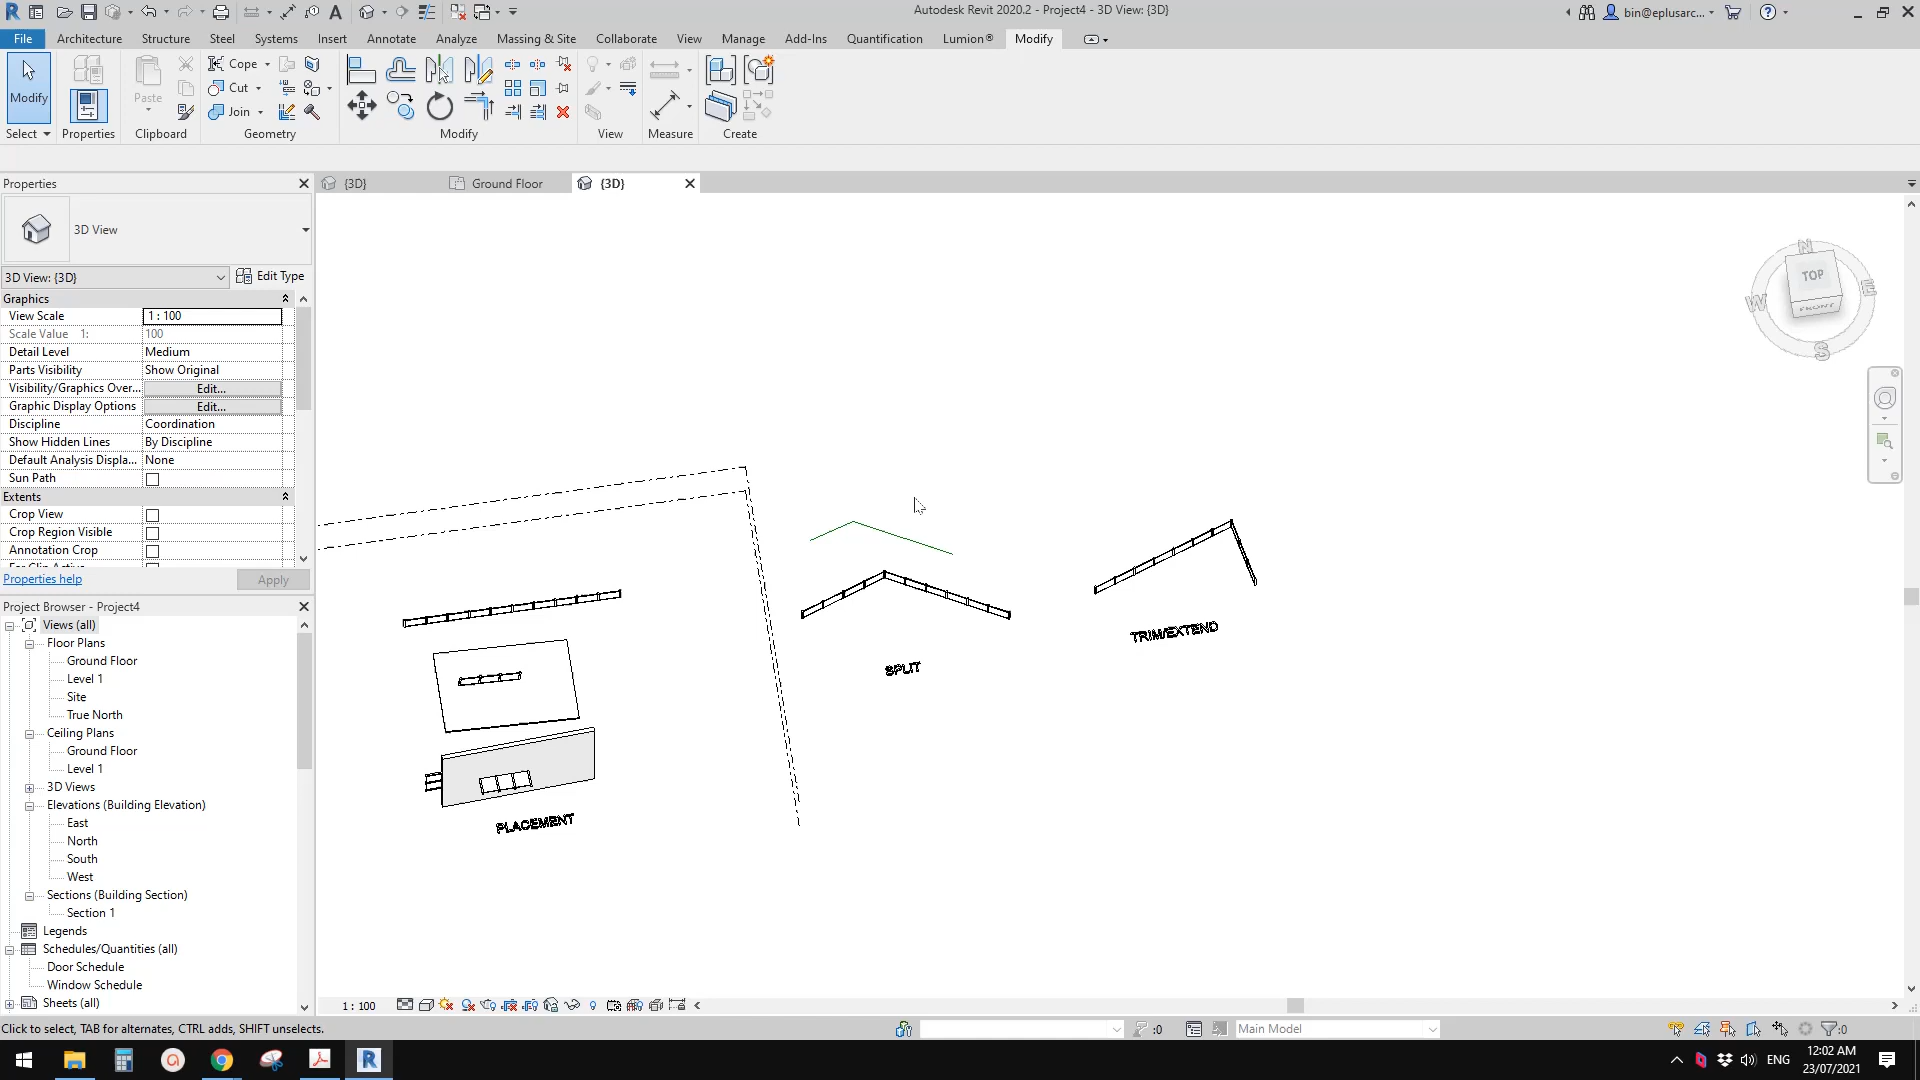 Autodesk Revit 2020.2 - Project4 - 3D View: {3D}
bin@eplusarc...
File Architecture Structure Steel Systems Insert Annotate Analyze Massing & Site Collaborate View Manage Add-Ins Quantification Lumion® Modify
Modify
Paste
Cope
Cut
Join
Select Properties Clipboard Geometry Modify View Measure Create
Properties
{3D} Ground Floor {3D}
3D View
3D View: {3D} Edit Type
Graphics
View Scale 1 : 100
Scale Value 1: 100
Detail Level Medium
Parts Visibility Show Original
Visibility/Graphics Over... Edit...
Graphic Display Options Edit...
Discipline Coordination
Show Hidden Lines By Discipline
Default Analysis Displa... None
Sun Path
Extents
Crop View
Crop Region Visible
Annotation Crop
Properties help Apply
Project Browser - Project4
Views (all)
Floor Plans
Ground Floor
Level 1
Site
True North
Ceiling Plans
Ground Floor
Level 1
3D Views
Elevations (Building Elevation)
East
North
South
West
Sections (Building Section)
Section 1
Legends
Schedules/Quantities (all)
Door Schedule
Window Schedule
Sheets (all)
N
W
E
S
TOP
FRONT
TRIM/EXTEND
SPLIT
PLACEMENT
1 : 100
Click to select, TAB for alternates, CTRL adds, SHIFT unselects.
:0
Main Model
:0
ENG
12:02 AM
23/07/2021